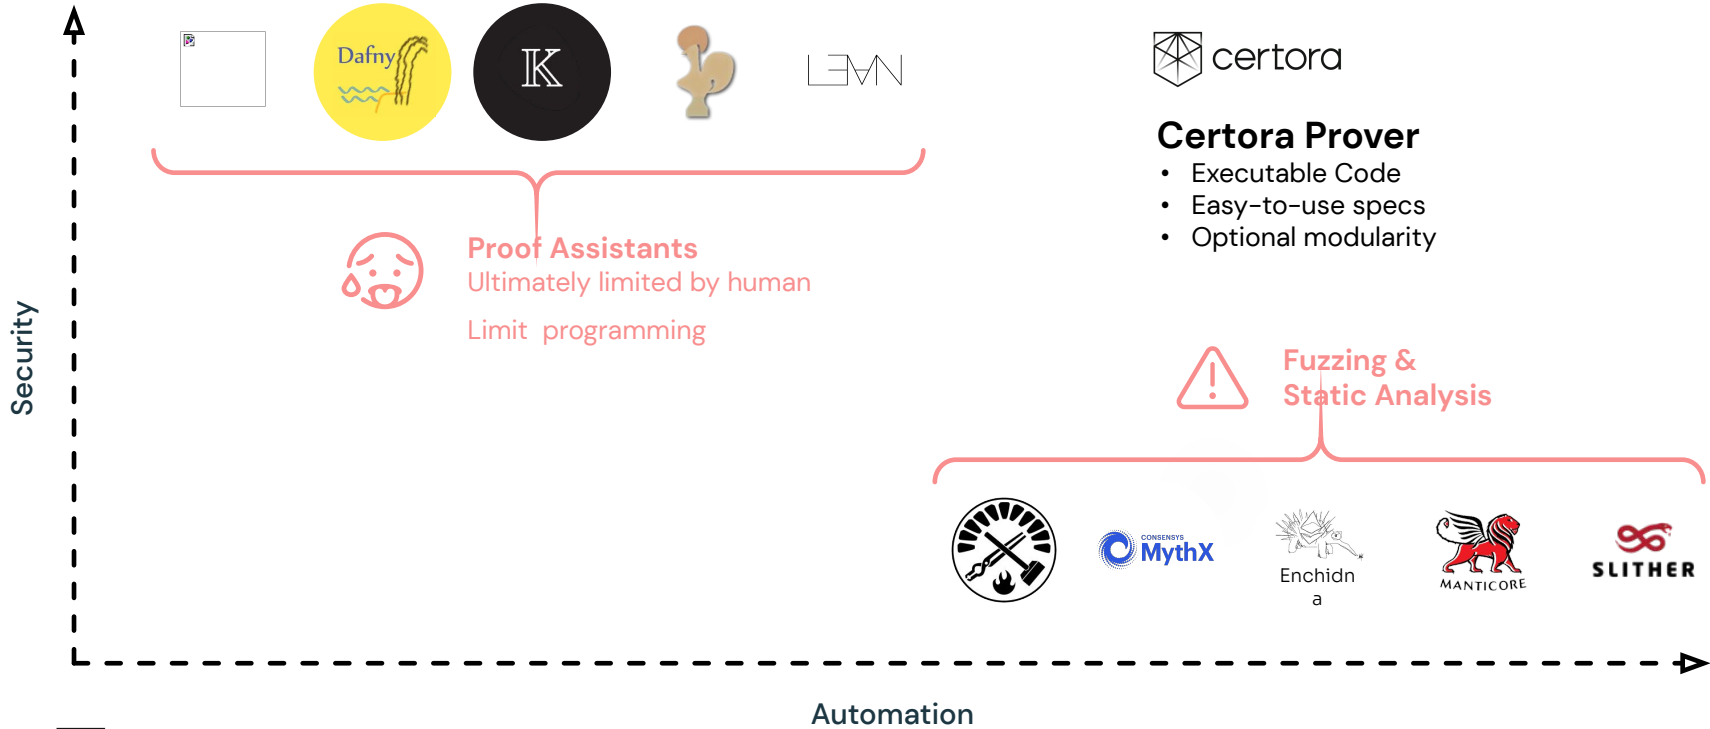 Dafny
K
LEAN
certora
Certora Prover
• Executable Code
• Easy-to-use specs
• Optional modularity
Proof Assistants
Ultimately limited by human
Limit programming
Security
Fuzzing &
Static Analysis
CONSENSYS
MythX
Enchidn
a
MANTICORE
SLITHER
Automation